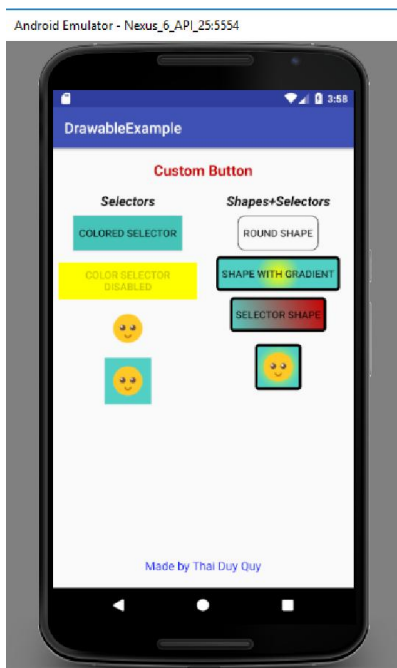 Android Emulator - Nexus_6_API_25:5554
3:58
DrawableExample
Custom Button
Selectors
Shapes+Selectors
COLORED SELECTOR
ROUND SHAPE
COLOR SELECTOR
DISABLED
SHAPE WITH GRADIENT
SELECTOR SHAPE
Made by Thai Duy Quy